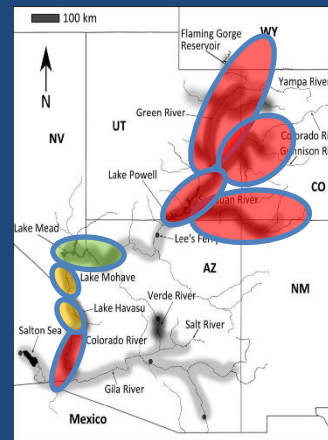 100 km
WY
Flaming Gorge
Reservoir
Yampa River
N
Green River
UT
NV
Colorado Ri
Gunnison Ri
Lake Powell
CO
San Juan River
Lake Mead
Lee's Ferry
AZ
Lake Mohave
NM
Verde River
Lake Havasu
Salton Sea
Salt River
Colorado River
Gila River
Mexico